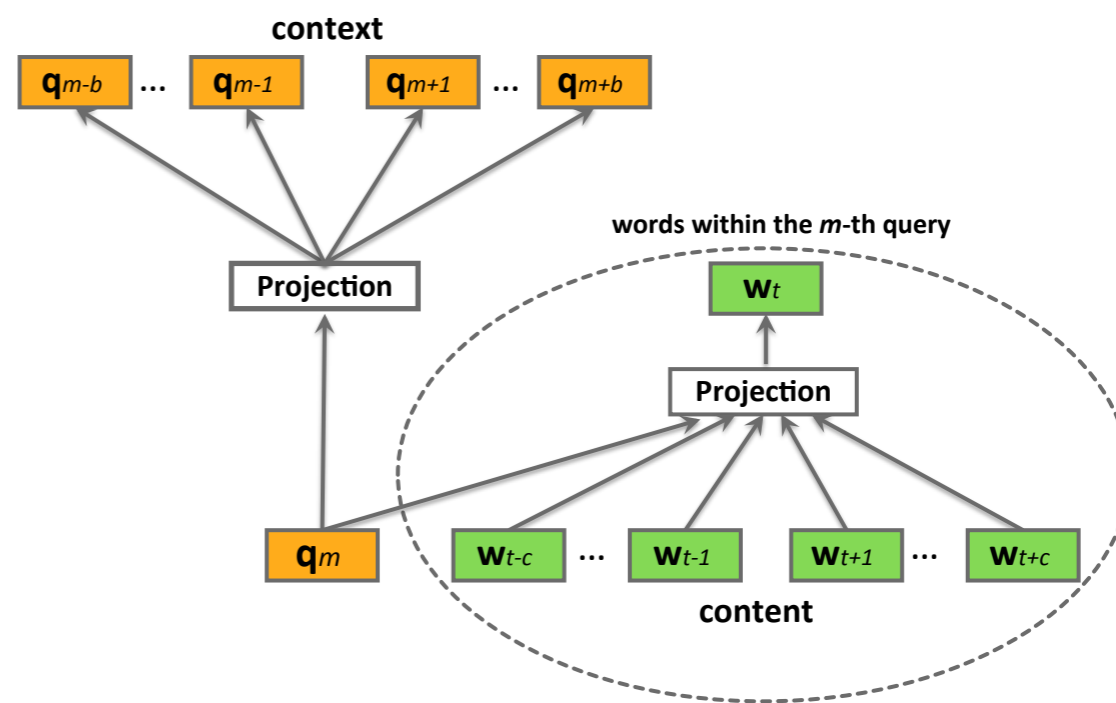 context
qm-b ... qm-1 qm+1 ... qm+b
words within the m-th query
Projection
wt
Projection
qm
wt-c ... wt-1 wt+1 ... wt+c
content